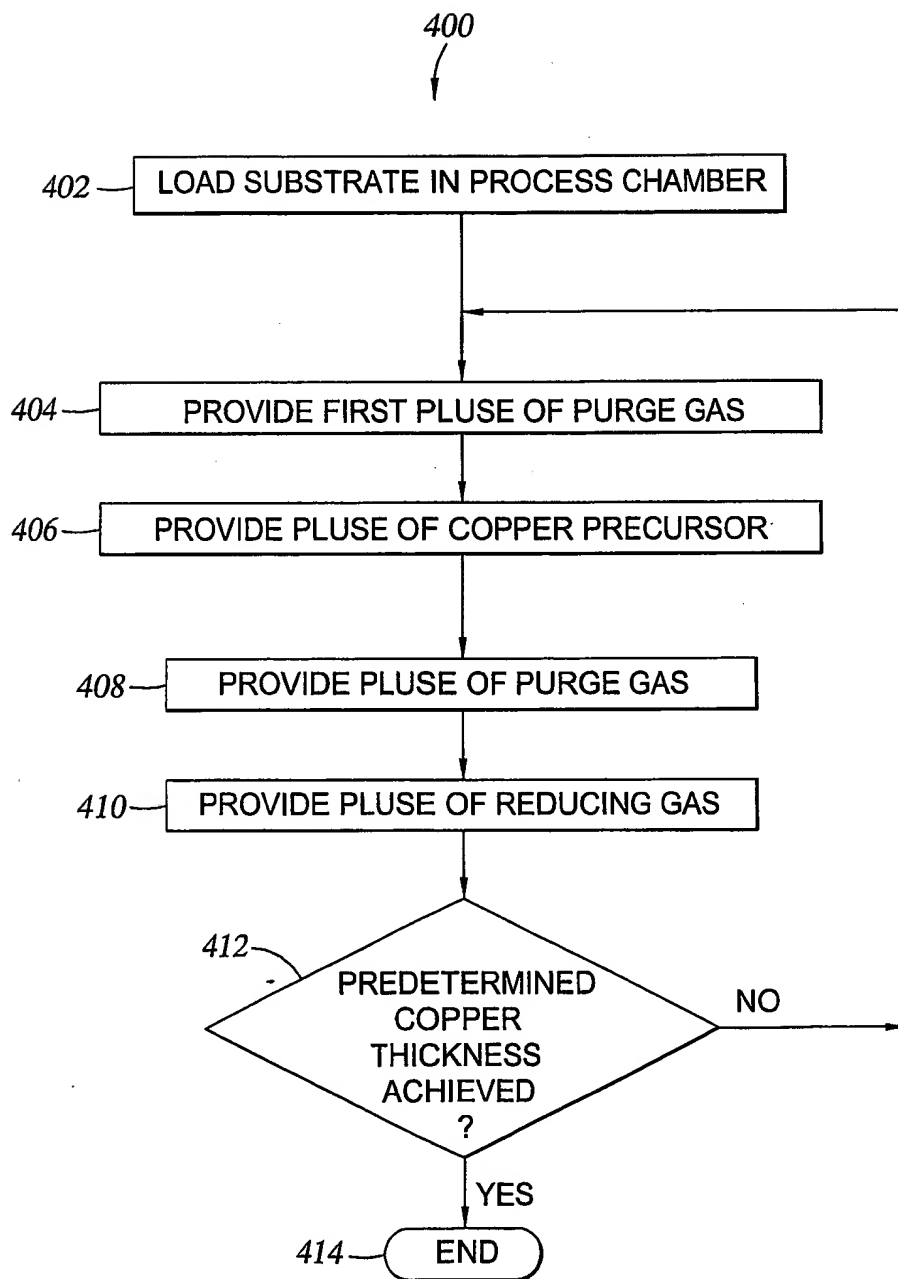 400
402
LOAD SUBSTRATE IN PROCESS CHAMBER
404
PROVIDE FIRST PLUSE OF PURGE GAS
406
PROVIDE PLUSE OF COPPER PRECURSOR
408
PROVIDE PLUSE OF PURGE GAS
410
PROVIDE PLUSE OF REDUCING GAS
412
PREDETERMINED
COPPER
THICKNESS
ACHIEVED
?
NO
YES
414
END